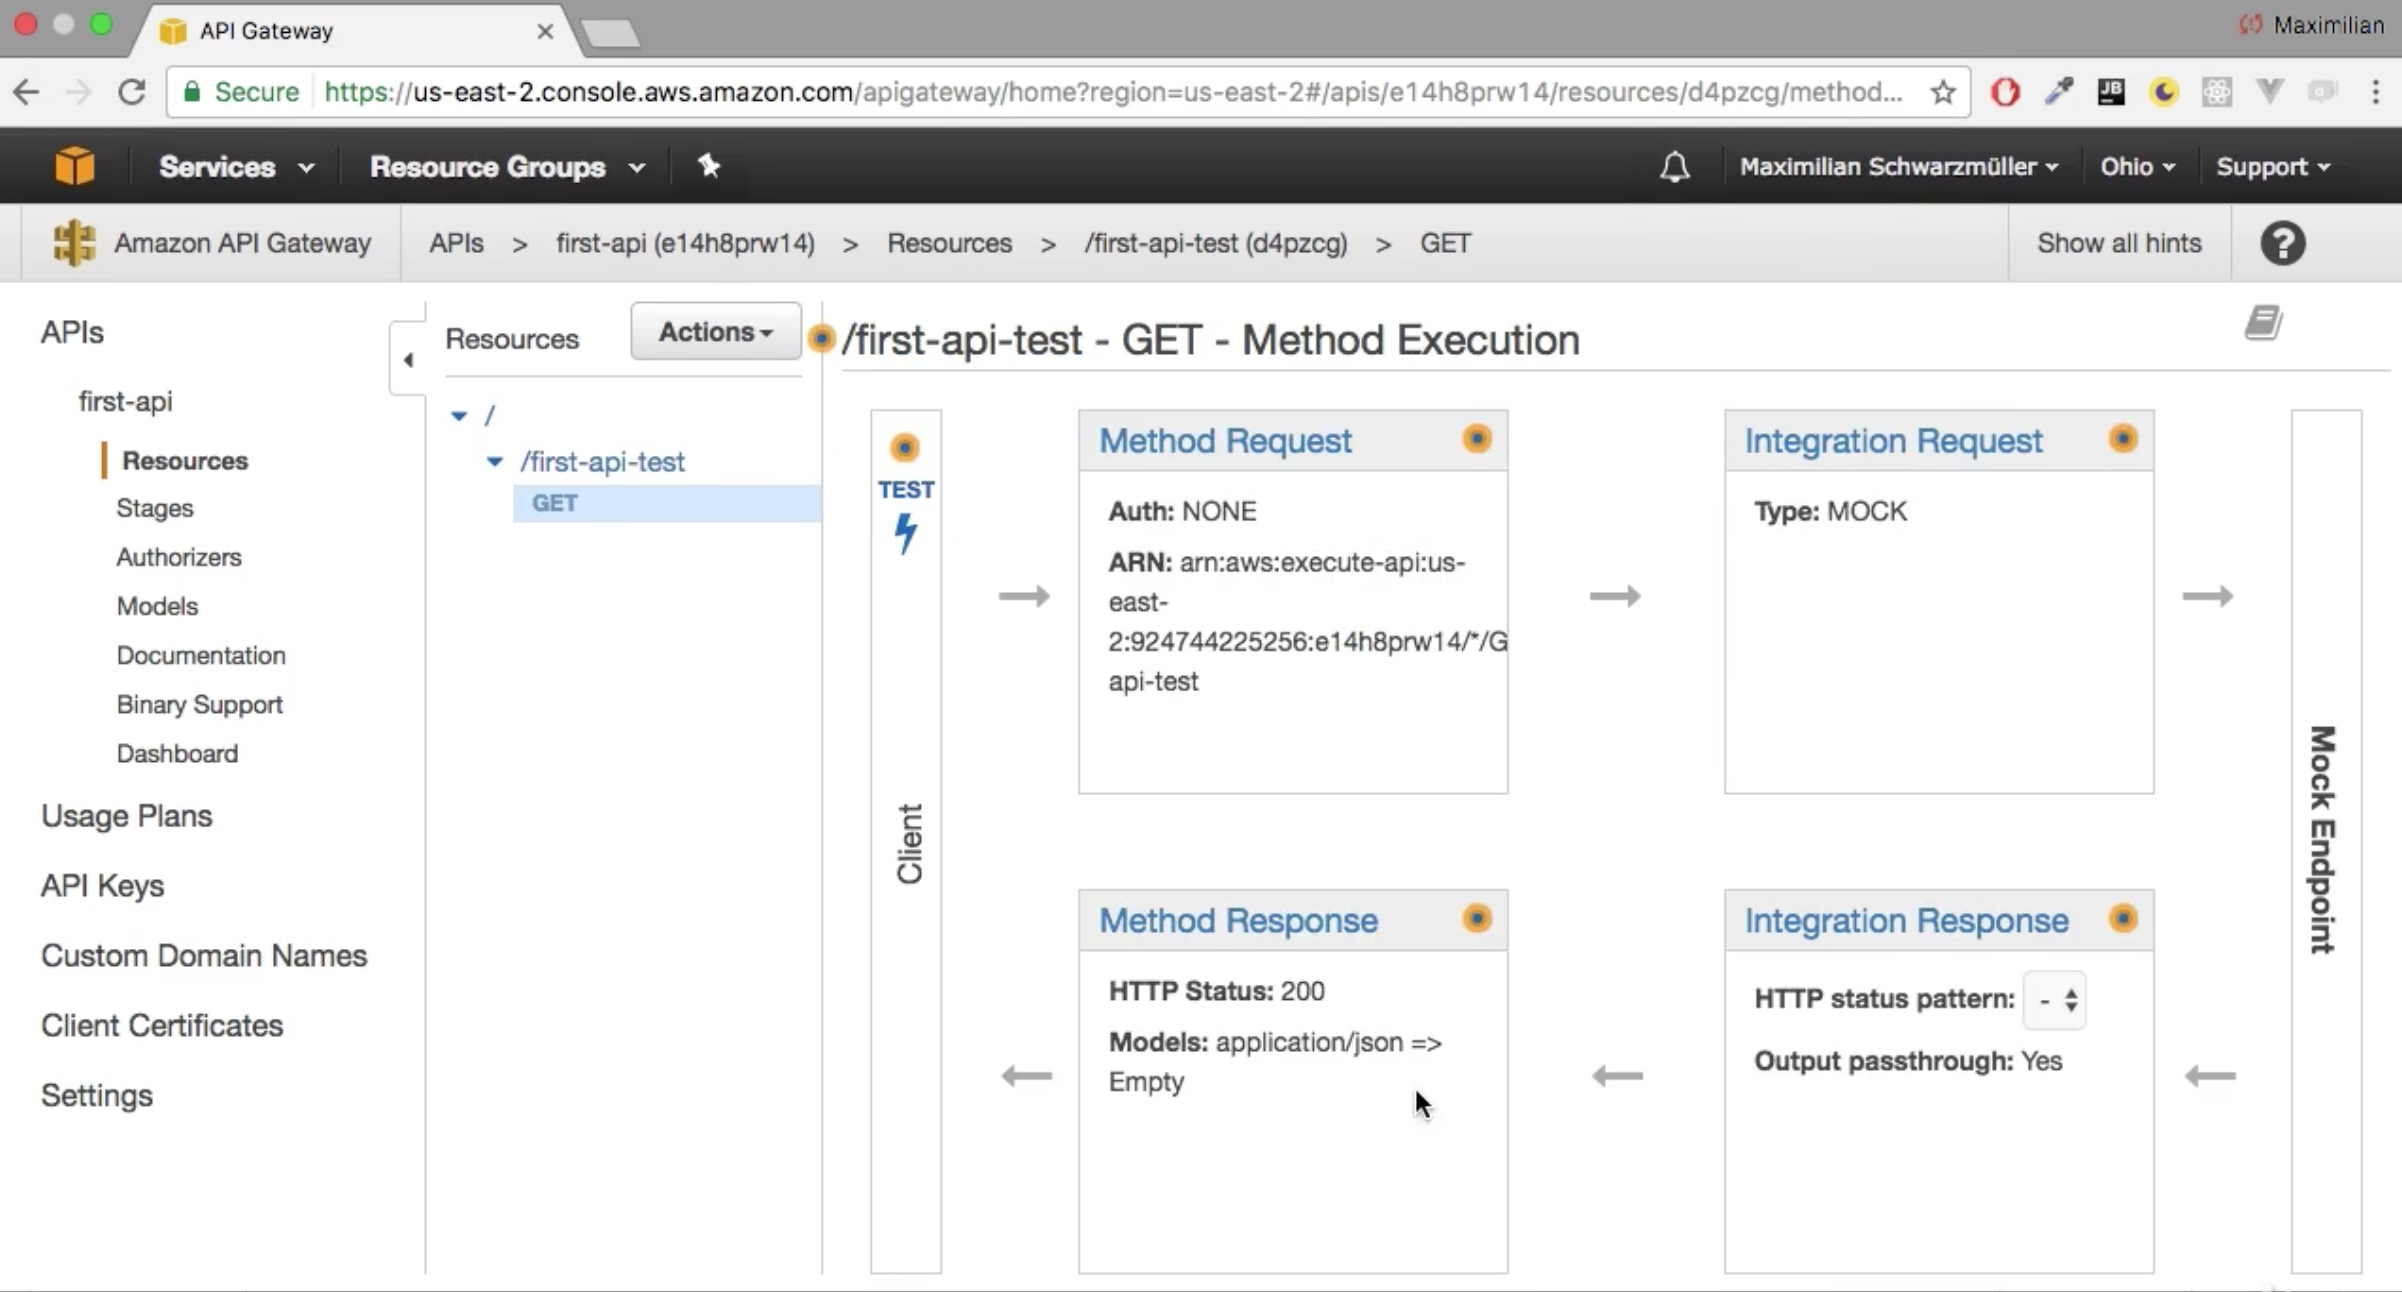 API Gateway
Maximilian
Secure https://us-east-2.console.aws.amazon.com/apigateway/home?region=us-east-2#/apis/e14h8prw14/resources/d4pzcg/method...
JB
Services Resource Groups Maximilian Schwarzmüller Ohio Support
Amazon API Gateway APIs > first-api (e14h8prw14) > Resources > /first-api-test (d4pzcg) > GET Show all hints ?
APIs
first-api
Resources
Stages
Authorizers
Models
Documentation
Binary Support
Dashboard
Usage Plans
API Keys
Custom Domain Names
Client Certificates
Settings
Resources Actions
/
/first-api-test
GET
/first-api-test - GET - Method Execution
TEST
Client
Method Request
Auth: NONE
ARN: arn:aws:execute-api:us-
east-
2:924744225256:e14h8prw14/*/G
api-test
Integration Request
Type: MOCK
Method Response
HTTP Status: 200
Models: application/json =>
Empty
Integration Response
HTTP status pattern: -
Output passthrough: Yes
Mock Endpoint